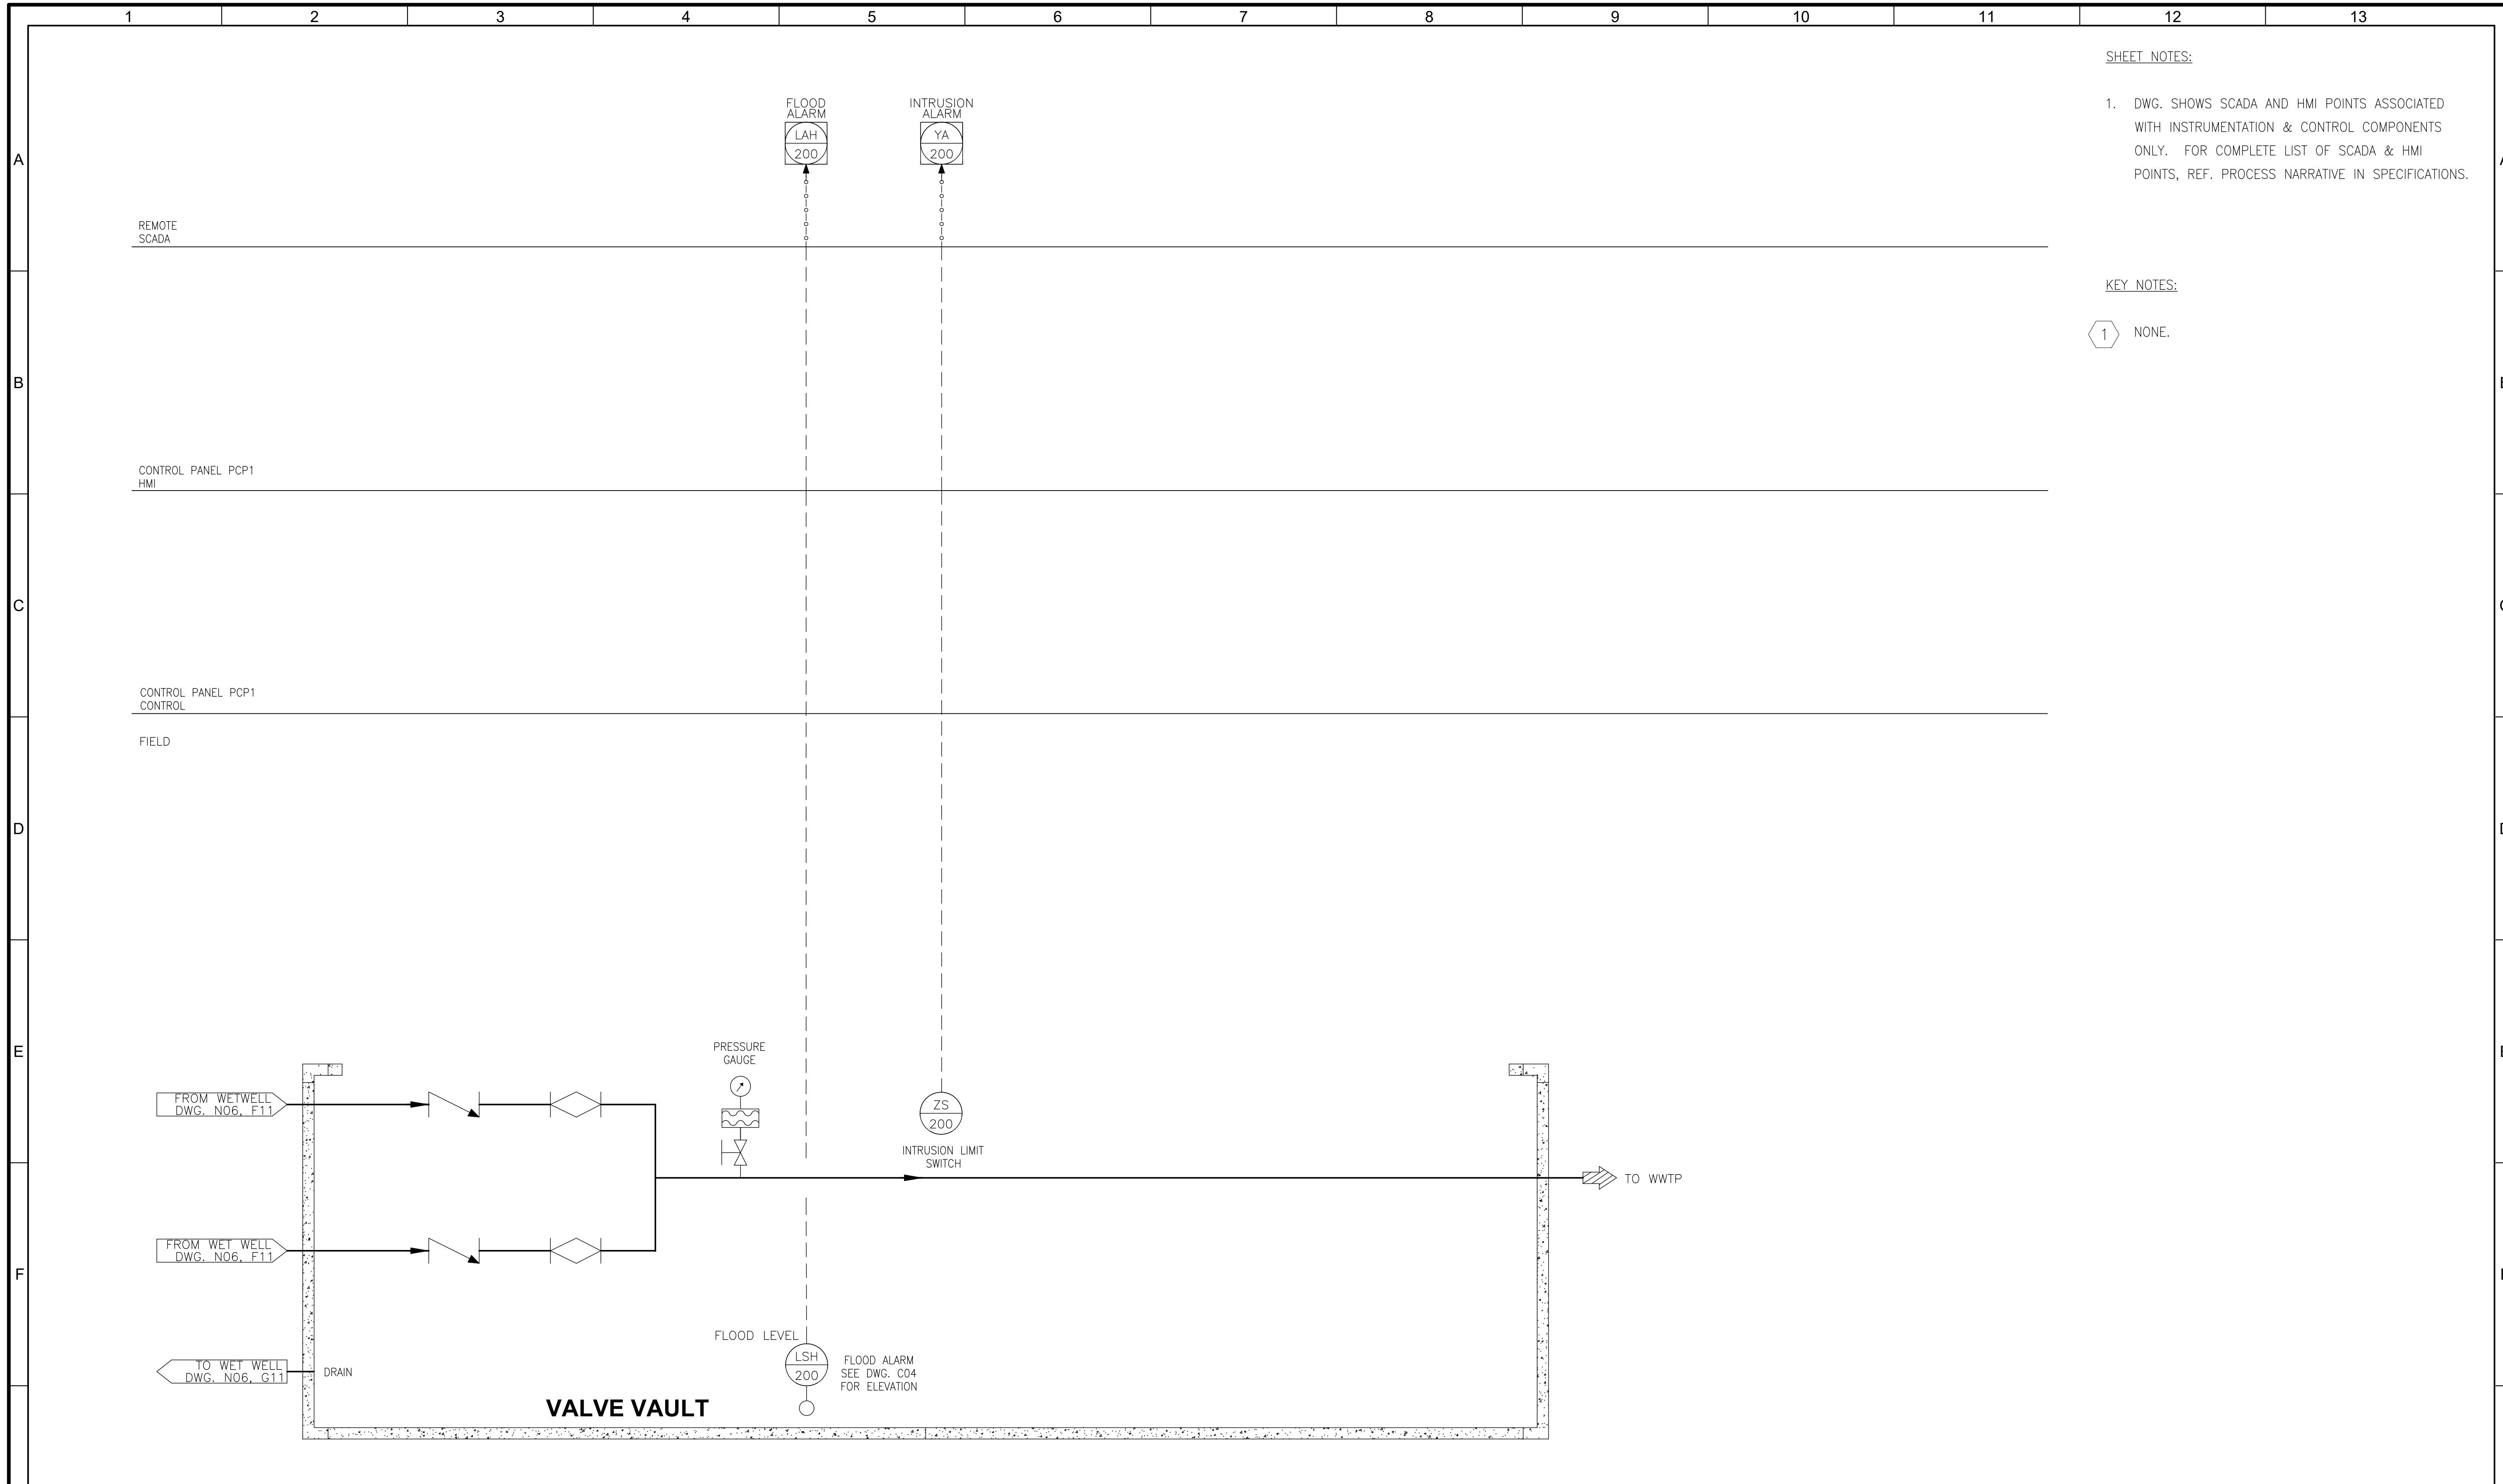 1 2 3 4 5 6 7 8 9 10 11 12 13
SHEET NOTES:
1. DWG. SHOWS SCADA AND HMI POINTS ASSOCIATED
WITH INSTRUMENTATION & CONTROL COMPONENTS
ONLY. FOR COMPLETE LIST OF SCADA & HMI
POINTS, REF. PROCESS NARRATIVE IN SPECIFICATIONS.
KEY NOTES:
1 NONE.
FLOOD
ALARM
LAH
200
INTRUSION
ALARM
YA
200
A
REMOTE
SCADA
B
CONTROL PANEL PCP1
HMI
C
CONTROL PANEL PCP1
CONTROL
FIELD
D
E
PRESSURE
GAUGE
FROM WETWELL
DWG. N06, F11
ZS
200
INTRUSION LIMIT
SWITCH
TO WWTP
FROM WET WELL
DWG. N06, F11
F
FLOOD LEVEL
LSH
200
FLOOD ALARM
SEE DWG. C04
FOR ELEVATION
TO WET WELL
DWG. N06, G11
DRAIN
VALVE VAULT